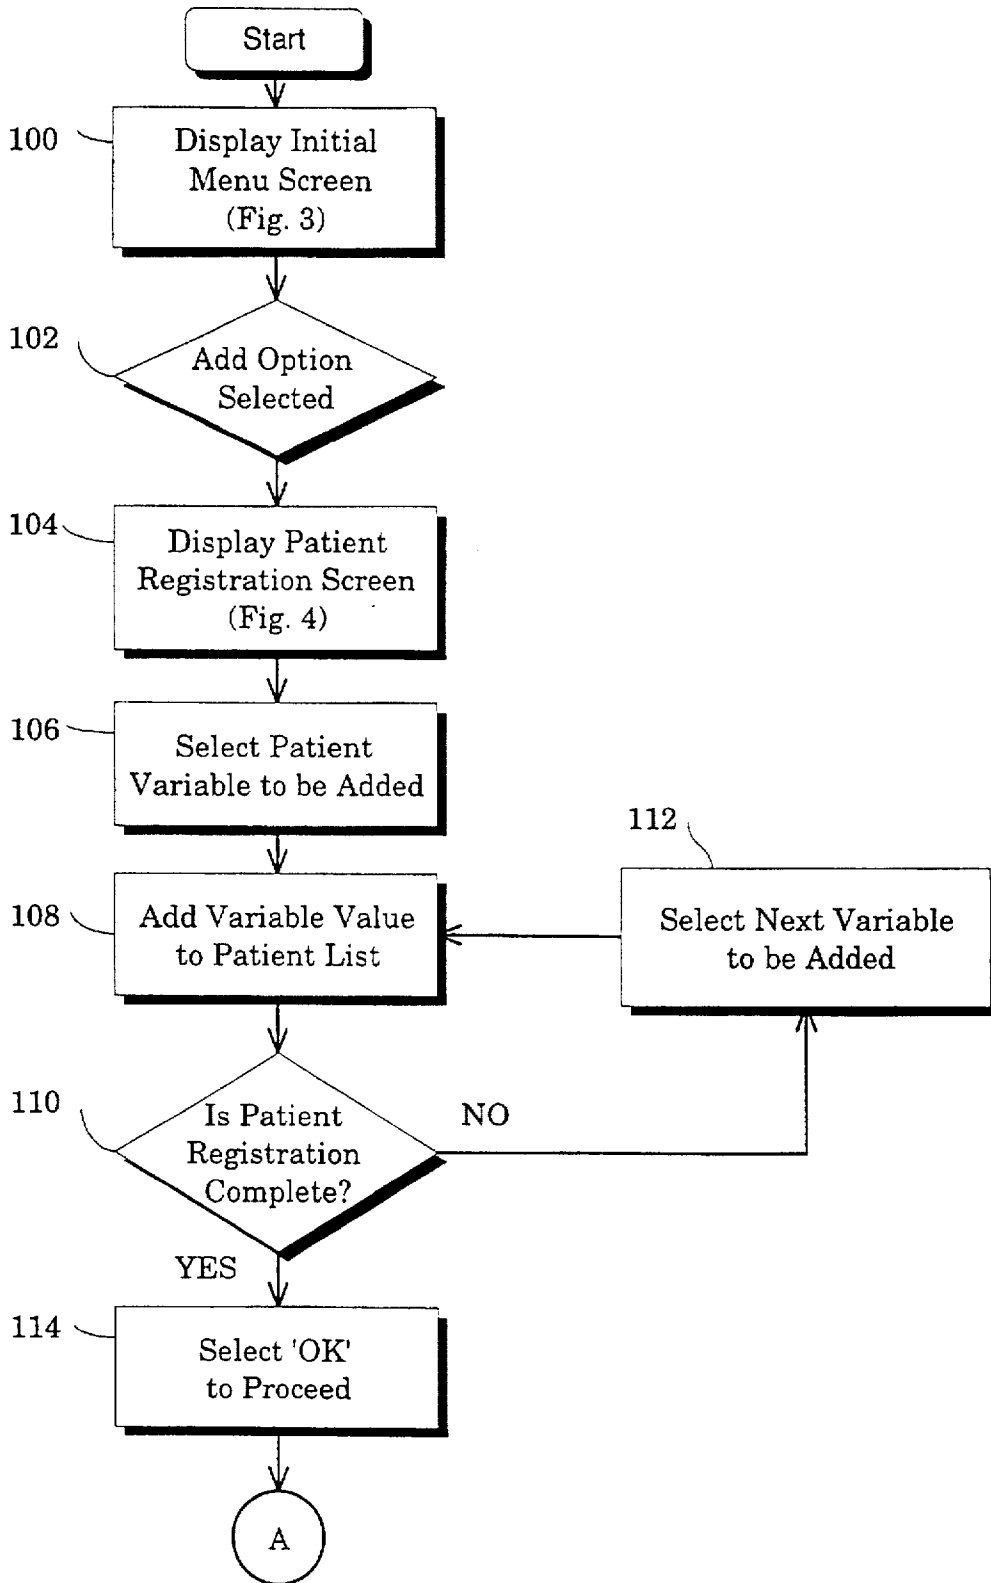 Start
100
Display Initial
Menu Screen
(Fig. 3)
102
Add Option
Selected
104
Display Patient
Registration Screen
(Fig. 4)
106
Select Patient
Variable to be Added
112
108
Add Variable Value
to Patient List
Select Next Variable
to be Added
110
Is Patient
Registration
Complete?
NO
YES
114
Select 'OK'
to Proceed
A